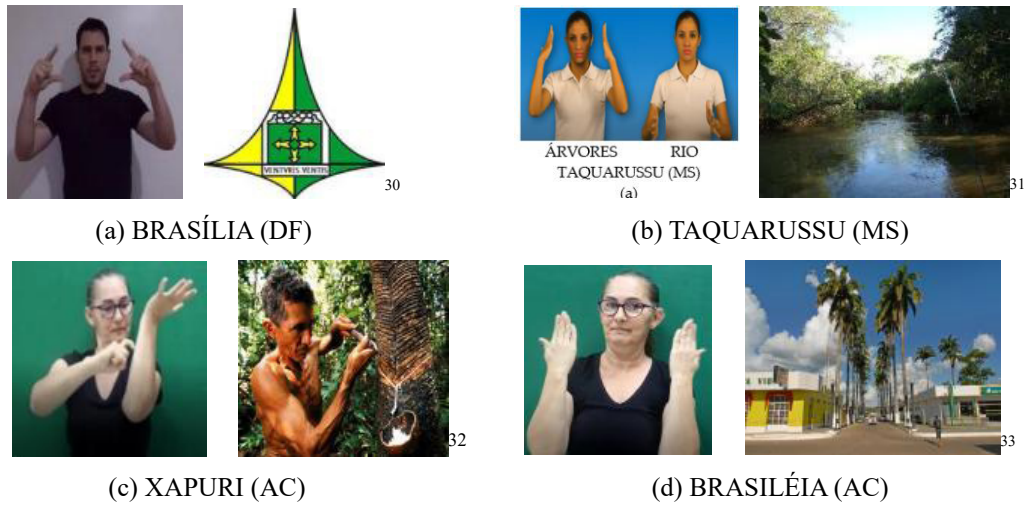 VENTVRIS VENTIS
30
ÁRVORES RIO
TAQUARUSSU (MS)
(a)
31
(a) BRASÍLIA (DF)
(b) TAQUARUSSU (MS)
32
33
(c) XAPURI (AC)
(d) BRASILÉIA (AC)